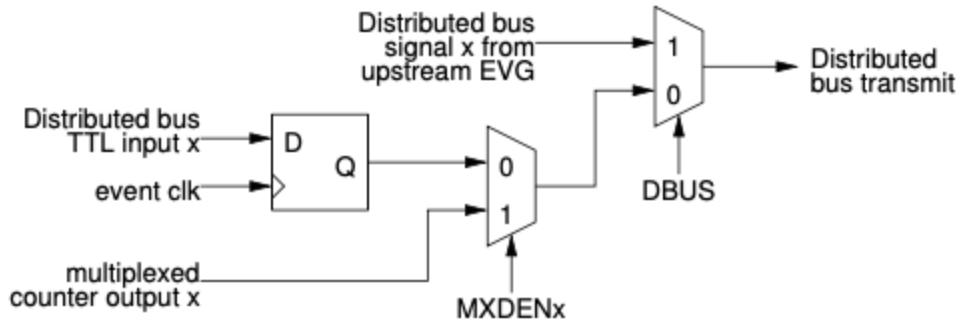 Distributed bus
signal x from
upstream EVG
1
0
Distributed
bus transmit
DBUS
Distributed bus
TTL input x
event clk
D
Q
0
1
multiplexed
counter output x
MXDENx